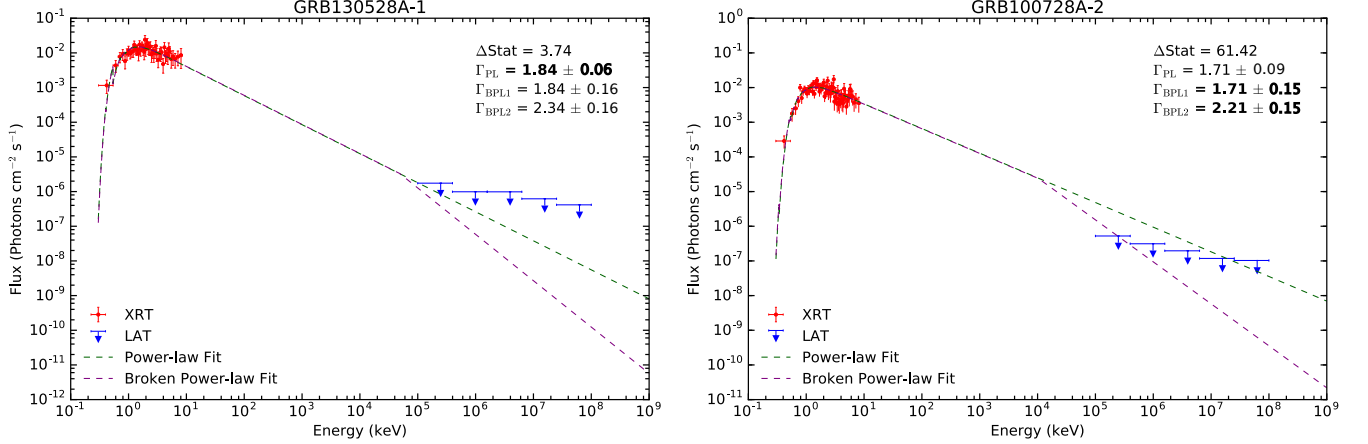 GRB130528A-1
ΔStat = 3.74
Γ_PL = 1.84 ± 0.06
Γ_BPL1 = 1.84 ± 0.16
Γ_BPL2 = 2.34 ± 0.16
Flux (Photons cm⁻² s⁻¹)
10⁻¹
10⁻²
10⁻³
10⁻⁴
10⁻⁵
10⁻⁶
10⁻⁷
10⁻⁸
10⁻⁹
10⁻¹⁰
10⁻¹¹
10⁻¹²
XRT
LAT
Power-law Fit
Broken Power-law Fit
10⁻¹ 10⁰ 10¹ 10² 10³ 10⁴ 10⁵ 10⁶ 10⁷ 10⁸ 10⁹
Energy (keV)
GRB100728A-2
ΔStat = 61.42
Γ_PL = 1.71 ± 0.09
Γ_BPL1 = 1.71 ± 0.15
Γ_BPL2 = 2.21 ± 0.15
Flux (Photons cm⁻² s⁻¹)
10⁰
10⁻¹
10⁻²
10⁻³
10⁻⁴
10⁻⁵
10⁻⁶
10⁻⁷
10⁻⁸
10⁻⁹
10⁻¹⁰
10⁻¹¹
XRT
LAT
Power-law Fit
Broken Power-law Fit
10⁻¹ 10⁰ 10¹ 10² 10³ 10⁴ 10⁵ 10⁶ 10⁷ 10⁸ 10⁹
Energy (keV)